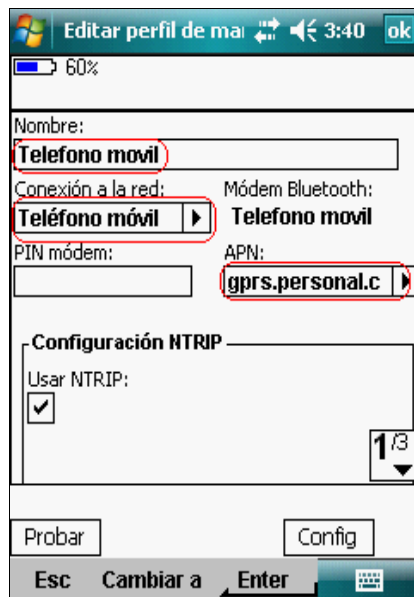 Editar perfil de mai 3:40 ok
60%
Nombre:
Telefono movil
Conexión a la red: Módem Bluetooth:
Teléfono móvil Telefono movil
PIN módem: APN:
gprs.personal.c
Configuración NTRIP
Usar NTRIP:
1/3
Probar Config
Esc Cambiar a Enter